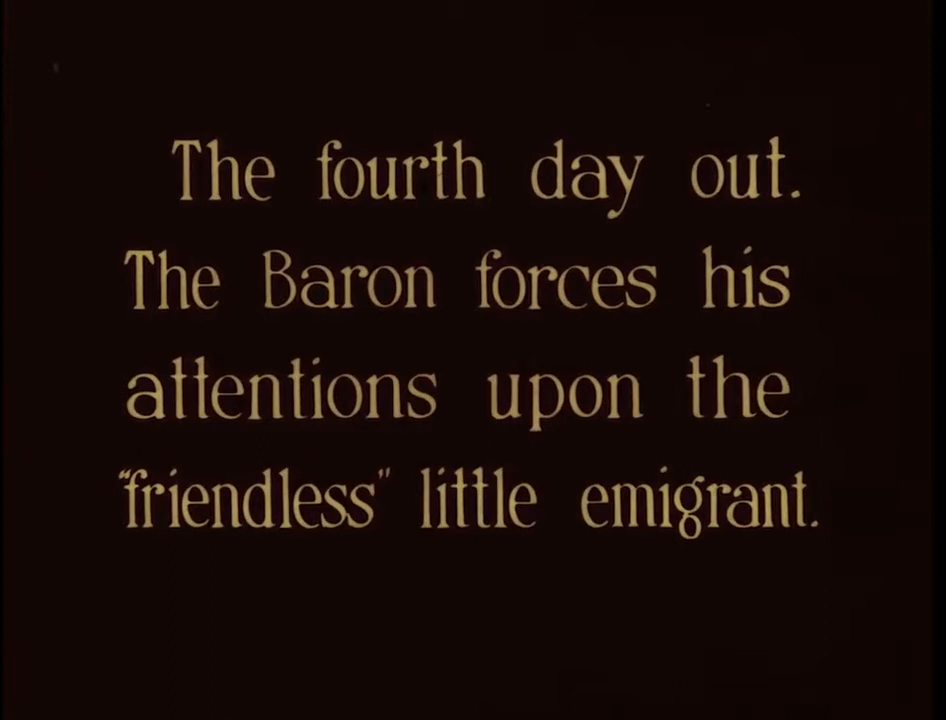 The fourth day out.
The Baron forces his
attentions upon the
“friendless” little emigrant.